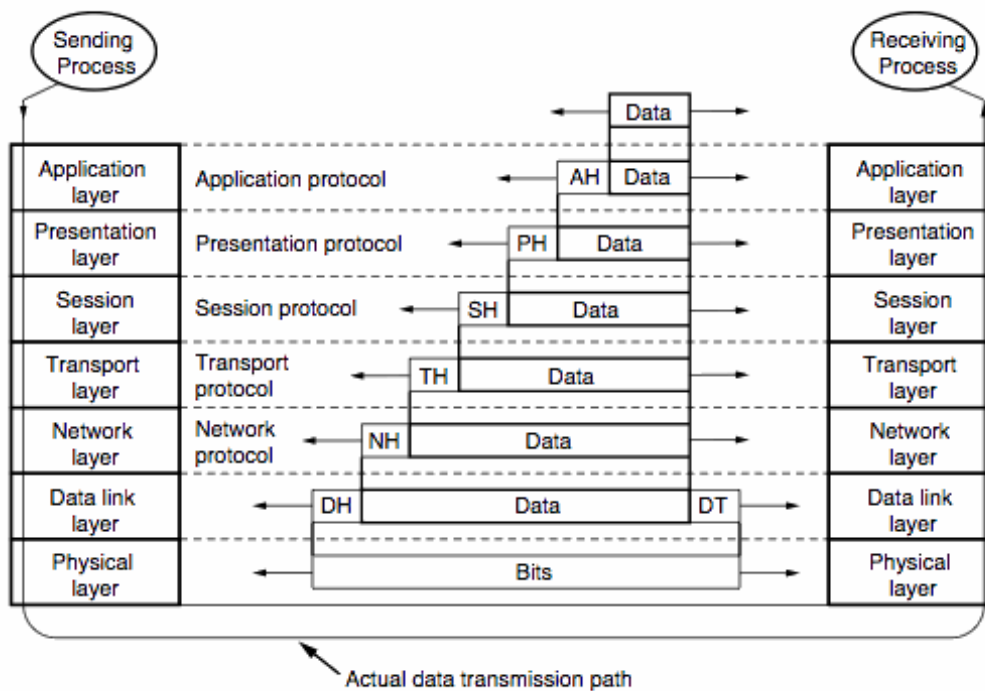 Sending
Process
Receiving
Process
Data
Application
layer
Application protocol
AH
Data
Application
layer
Presentation
layer
Presentation protocol
PH
Data
Presentation
layer
Session
layer
Session protocol
SH
Data
Session
layer
Transport
layer
Transport
protocol
TH
Data
Transport
layer
Network
layer
Network
protocol
NH
Data
Network
layer
Data link
layer
DH
Data
DT
Data link
layer
Physical
layer
Bits
Physical
layer
Actual data transmission path